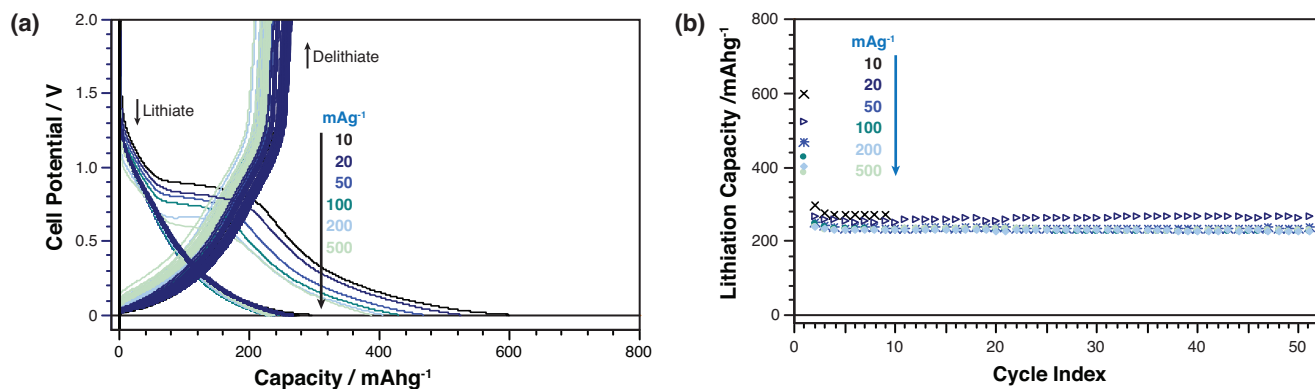 (a)
2.0
1.5
1.0
0.5
0
Cell Potential / V
Lithiate
Delithiate
mAg⁻¹
10
20
50
100
200
500
0 200 400 600 800
Capacity / mAhg⁻¹
(b)
800
600
400
200
0
Lithiation Capacity /mAhg⁻¹
mAg⁻¹
10
20
50
100
200
500
0 10 20 30 40 50
Cycle Index